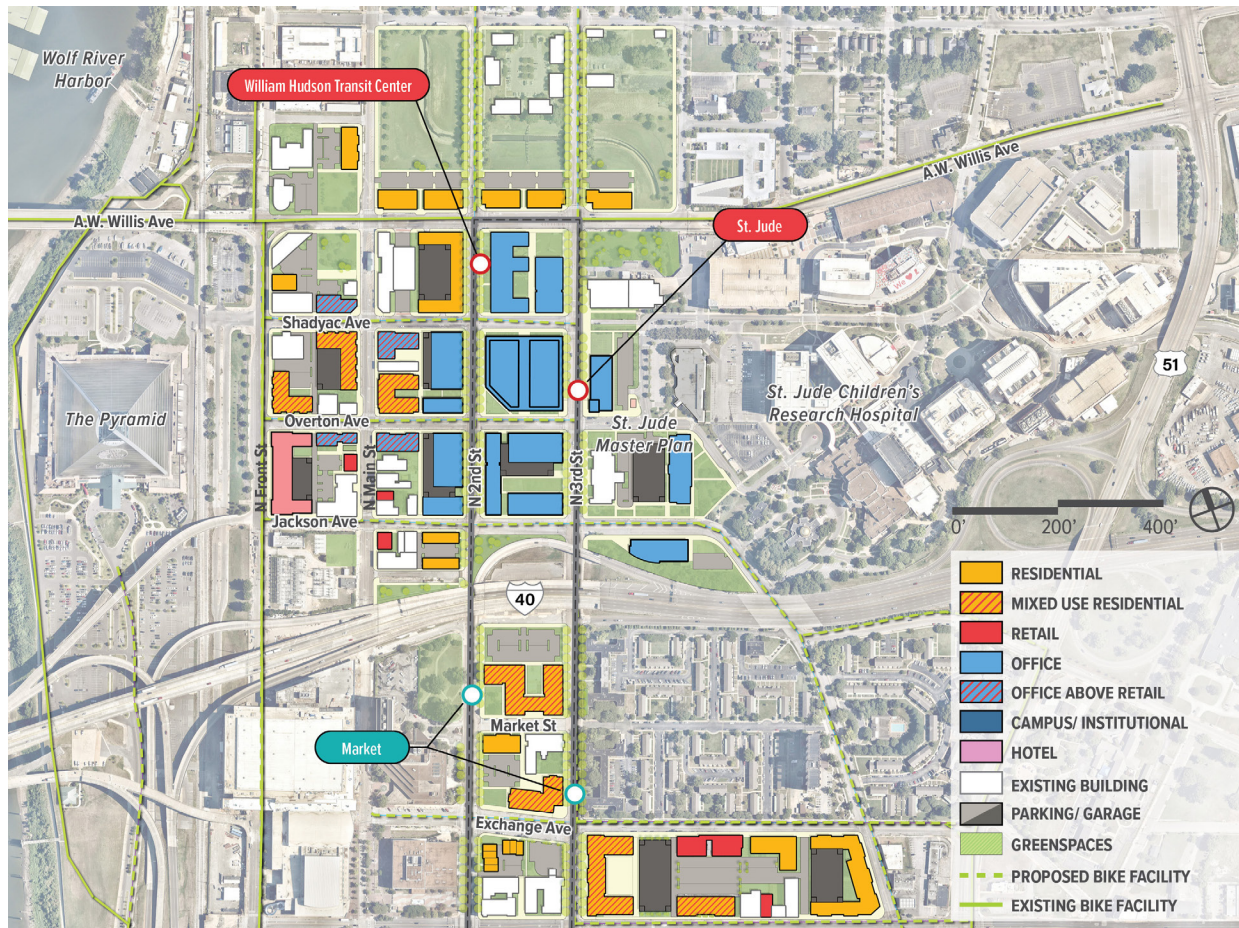 Wolf River
Harbor
William Hudson Transit Center
A.W. Willis Ave
A.W. Willis Ave
St. Jude
Shadyac Ave
51
The Pyramid
St. Jude Children's
Research Hospital
Overton Ave
St. Jude
Master Plan
N Front St
N Main St
N 2nd St
N 3rd St
Jackson Ave
0'
200'
400'
40
Market St
Market
Exchange Ave
RESIDENTIAL
MIXED USE RESIDENTIAL
RETAIL
OFFICE
OFFICE ABOVE RETAIL
CAMPUS/ INSTITUTIONAL
HOTEL
EXISTING BUILDING
PARKING/ GARAGE
GREENSPACES
PROPOSED BIKE FACILITY
EXISTING BIKE FACILITY